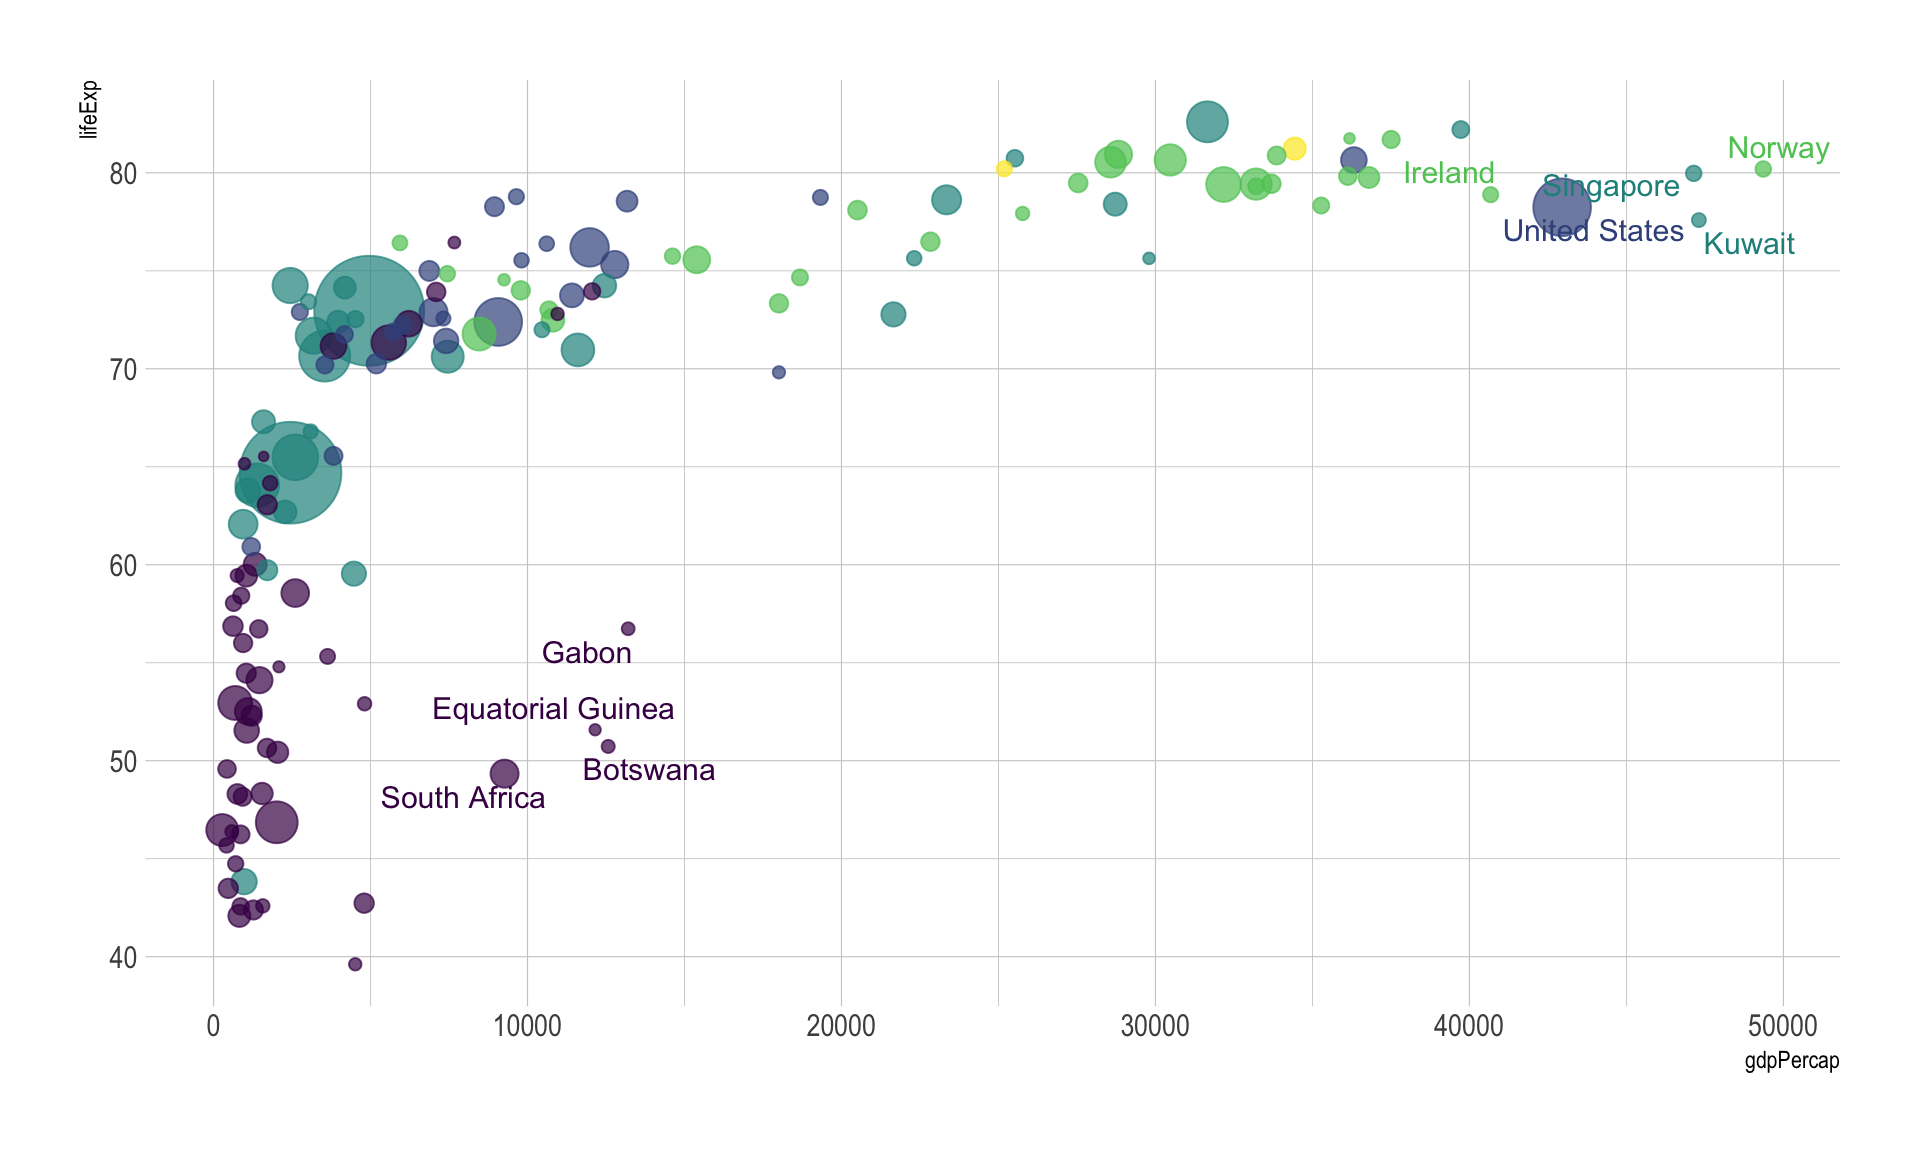 lifeExp
Norway
80
Ireland
Singapore
United States
Kuwait
70
60
Gabon
Equatorial Guinea
50
Botswana
South Africa
40
0 10000 20000 30000 40000 50000
gdpPercap